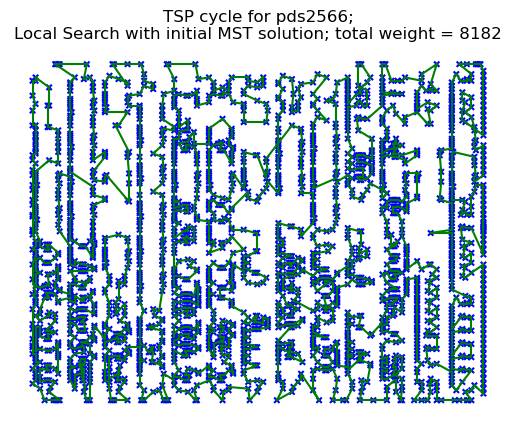 TSP cycle for pds2566;
Local Search with initial MST solution; total weight = 8182